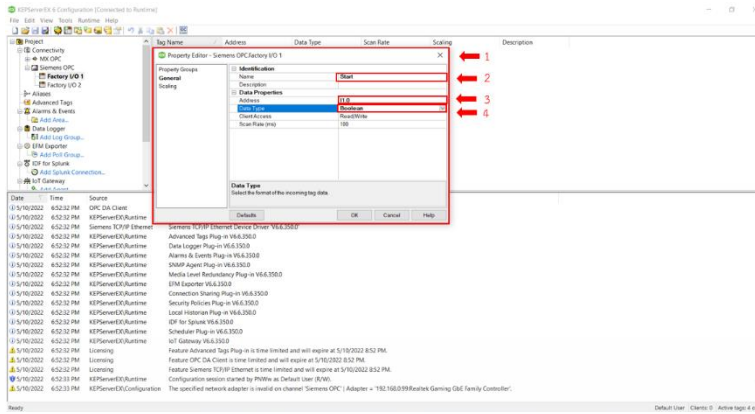 KEPServerEX 6 Configuration [Connected to Runtime]
File Edit View Tools Runtime Help
Project
Connectivity
MX OPC
Siemens OPC
Factory I/O 1
Factory I/O 2
Aliases
Advanced Tags
Alarms & Events
Add Area...
Data Logger
Add Log Group...
EFM Exporter
Add Poll Group...
IDF for Splunk
Add Splunk Connection...
IoT Gateway
Tag Name Address Data Type Scan Rate Scaling Description
Property Editor - Siemens OPC.Factory I/O 1
1
Property Groups
General
Scaling
Identification
Name Start
2
Description
Data Properties
Address I1.0
3
Data Type Boolean
4
Client Access Read/Write
Scan Rate (ms) 100
Data Type
Select the format of the incoming tag data.
Defaults OK Cancel Help
Date Time Source
5/10/2022 6:52:32 PM OPC DA Client
5/10/2022 6:52:32 PM KEPServerEX\Runtime
5/10/2022 6:52:32 PM Siemens TCP/IP Ethernet Siemens TCP/IP Ethernet Device Driver V6.6.350.0
5/10/2022 6:52:32 PM KEPServerEX\Runtime Advanced Tags Plug-in V6.6.350.0
5/10/2022 6:52:32 PM KEPServerEX\Runtime Data Logger Plug-in V6.6.350.0
5/10/2022 6:52:32 PM KEPServerEX\Runtime Alarms & Events Plug-in V6.6.350.0
5/10/2022 6:52:32 PM KEPServerEX\Runtime SNMP Agent Plug-in V6.6.350.0
5/10/2022 6:52:32 PM KEPServerEX\Runtime Media Level Redundancy Plug-in V6.6.350.0
5/10/2022 6:52:32 PM KEPServerEX\Runtime EFM Exporter V6.6.350.0
5/10/2022 6:52:32 PM KEPServerEX\Runtime Connection Sharing Plug-in V6.6.350.0
5/10/2022 6:52:32 PM KEPServerEX\Runtime Security Policies Plug-in V6.6.350.0
5/10/2022 6:52:32 PM KEPServerEX\Runtime Local Historian Plug-in V6.6.350.0
5/10/2022 6:52:32 PM KEPServerEX\Runtime IDF for Splunk V6.6.350.0
5/10/2022 6:52:32 PM KEPServerEX\Runtime Scheduler Plug-in V6.6.350.0
5/10/2022 6:52:32 PM KEPServerEX\Runtime IoT Gateway V6.6.350.0
5/10/2022 6:52:32 PM Licensing Feature Advanced Tags Plug-in is time limited and will expire at 5/10/2022 8:52 PM.
5/10/2022 6:52:32 PM Licensing Feature OPC DA Client is time limited and will expire at 5/10/2022 8:52 PM.
5/10/2022 6:52:32 PM Licensing Feature Siemens TCP/IP Ethernet is time limited and will expire at 5/10/2022 8:52 PM.
5/10/2022 6:52:33 PM KEPServerEX\Runtime Configuration session started by PNWin as Default User (R/W).
5/10/2022 6:52:33 PM KEPServerEX\Configuration The specified network adapter is invalid on channel 'Siemens OPC' | Adapter = '192.168.0.99:Realtek Gaming GbE Family Controller'.
Ready
Default User Clients: 0 Active tags: